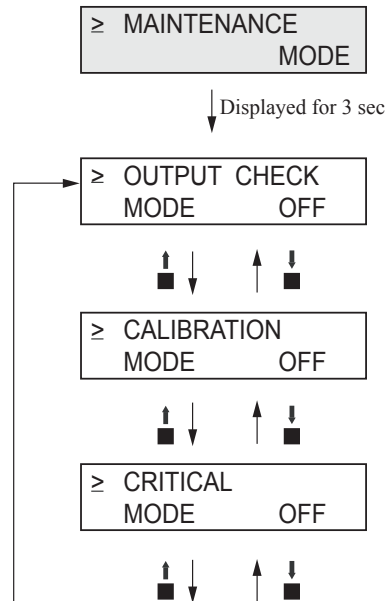 ≥ MAINTENANCE
MODE
Displayed for 3 sec
≥ OUTPUT CHECK
MODE OFF
≥ CALIBRATION
MODE OFF
≥ CRITICAL
MODE OFF